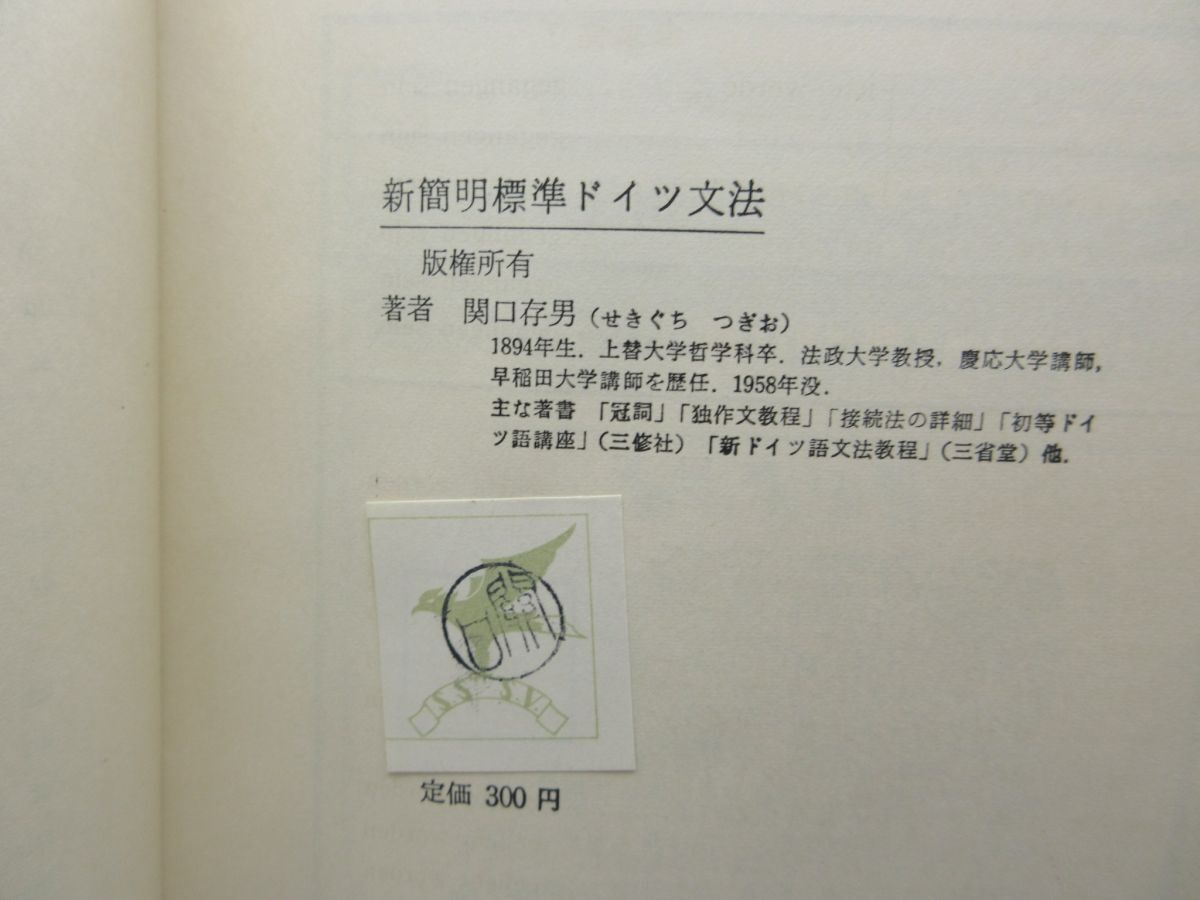 新簡明標準ドイツ文法
版権所有
著者 関口存男（せきぐち つぎお）
1894年生．上替大学哲学科卒．法政大学教授，慶応大学講師，
早稲田大学講師を歴任．1958年没．
主な著書 「冠詞」「独作文教程」「接続法の詳細」「初等ドイ
ツ語講座」（三修社）「新ドイツ語文法教程」（三省堂）他．
關口
S.S. S.V.
定価 300 円